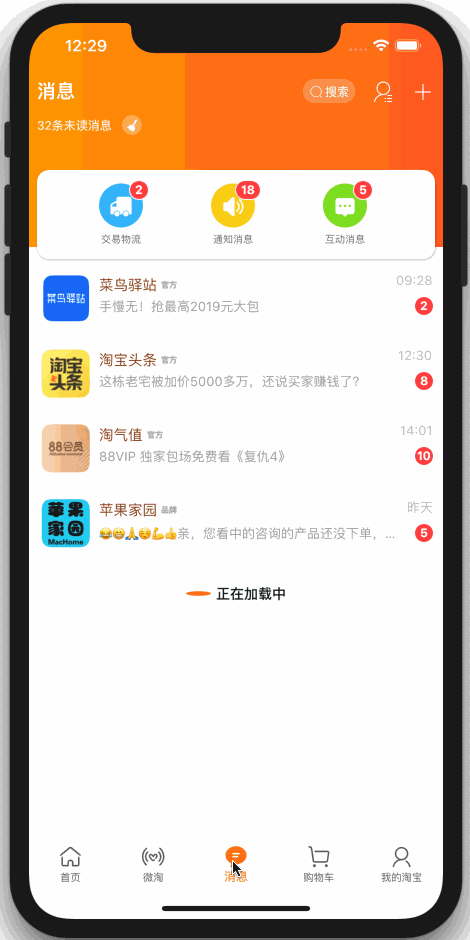 12:29
消息
搜索
32条未读消息
2
18
5
交易物流
通知消息
互动消息
菜鸟驿站
菜鸟驿站 官方
09:28
手慢无！抢最高2019元大包
2
淘宝
头条
淘宝头条 官方
12:30
这栋老宅被加价5000多万，还说买家赚钱了?
8
88会员
淘气值 官方
14:01
88VIP 独家包场免费看《复仇4》
10
苹果
家园
MacHome
苹果家园 品牌
昨天
😂😁🙏😏💪👍亲，您看中的咨询的产品还没下单，...
5
正在加载中
首页
微淘
消息
购物车
我的淘宝